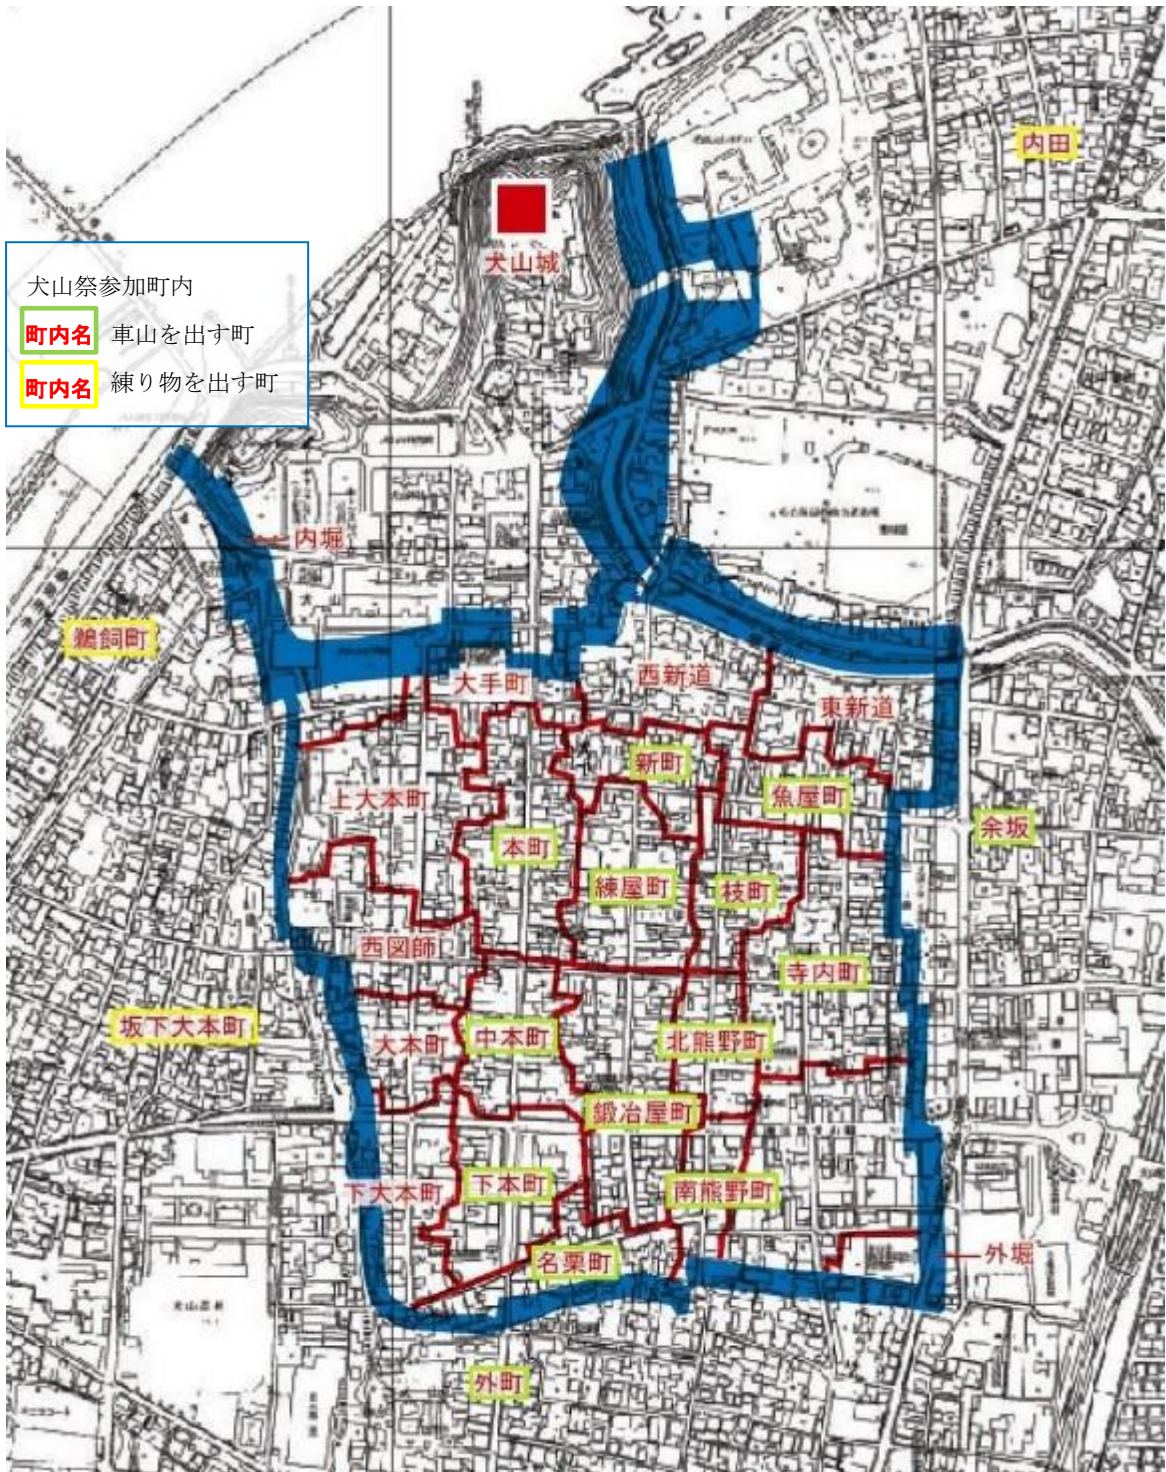 内田
犬山城
犬山祭参加町内
町内名 車山を出す町
町内名 練り物を出す町
内堀
鵜飼町
大手町
西新道
東新道
新町
魚屋町
上大本町
本町
余坂
練屋町
枝町
西図師
寺内町
坂下大本町
大本町
中本町
北熊野町
鍛冶屋町
下大本町
下本町
南熊野町
名栗町
外堀
外町